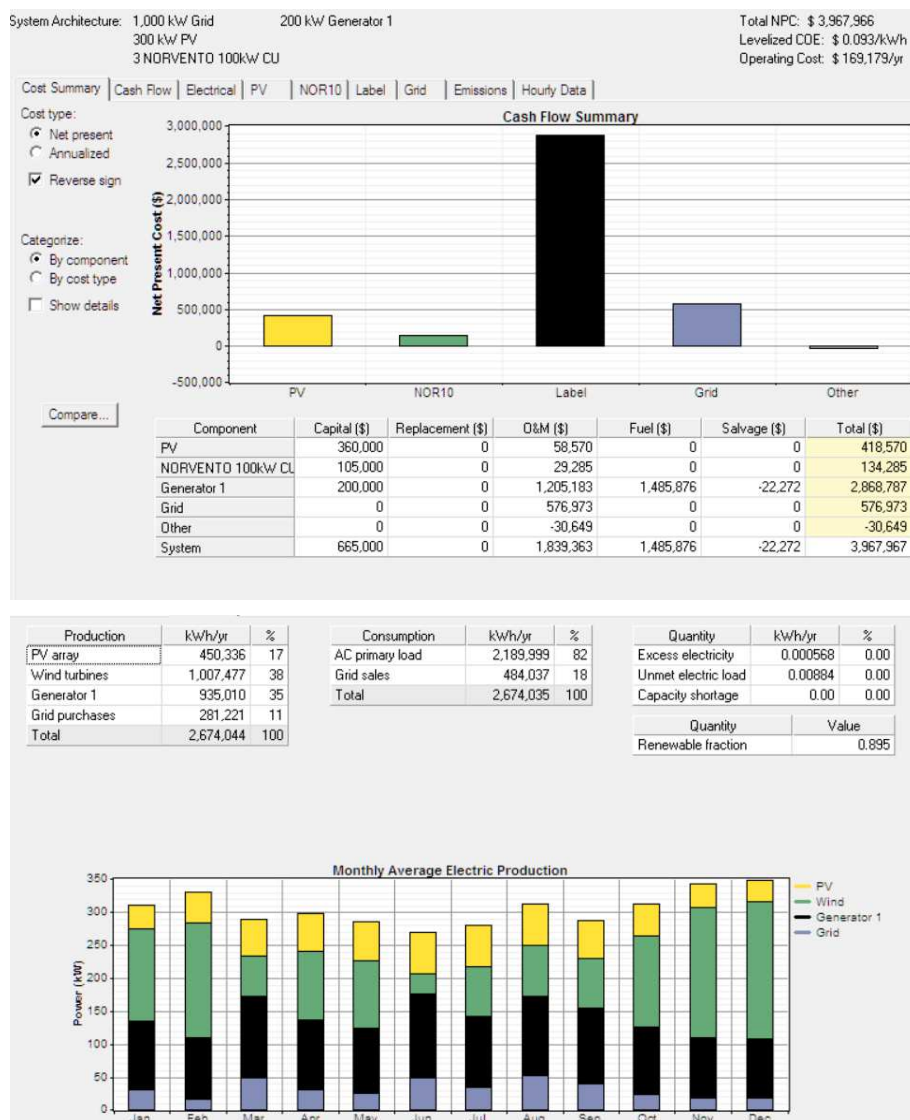 System Architecture: 1,000 kW Grid 200 kW Generator 1 Total NPC: $ 3,967,966
300 kW PV Levelized COE: $ 0.093/kWh
3 NORVENTO 100kW CU Operating Cost: $ 169,179/yr
Cost Summary Cash Flow Electrical PV NOR10 Label Grid Emissions Hourly Data
Cost type:
Net present
Annualized
Reverse sign
Categorize:
By component
By cost type
Show details
Compare...
Cash Flow Summary
Net Present Cost ($)
3,000,000
2,500,000
2,000,000
1,500,000
1,000,000
500,000
0
-500,000
PV NOR10 Label Grid Other
Component Capital ($) Replacement ($) O&M ($) Fuel ($) Salvage ($) Total ($)
PV 360,000 0 58,570 0 0 418,570
NORVENTO 100kW CU 105,000 0 29,285 0 0 134,285
Generator 1 200,000 0 1,205,183 1,485,876 -22,272 2,868,787
Grid 0 0 576,973 0 0 576,973
Other 0 0 -30,649 0 0 -30,649
System 665,000 0 1,839,363 1,485,876 -22,272 3,967,967
Production kWh/yr %
PV array 450,336 17
Wind turbines 1,007,477 38
Generator 1 935,010 35
Grid purchases 281,221 11
Total 2,674,044 100
Consumption kWh/yr %
AC primary load 2,189,999 82
Grid sales 484,037 18
Total 2,674,035 100
Quantity kWh/yr %
Excess electricity 0.000568 0.00
Unmet electric load 0.00884 0.00
Capacity shortage 0.00 0.00
Quantity Value
Renewable fraction 0.895
Monthly Average Electric Production
Power (kW)
350
300
250
200
150
100
50
0
Jan Feb Mar Apr May Jun Jul Aug Sep Oct Nov Dec
PV
Wind
Generator 1
Grid